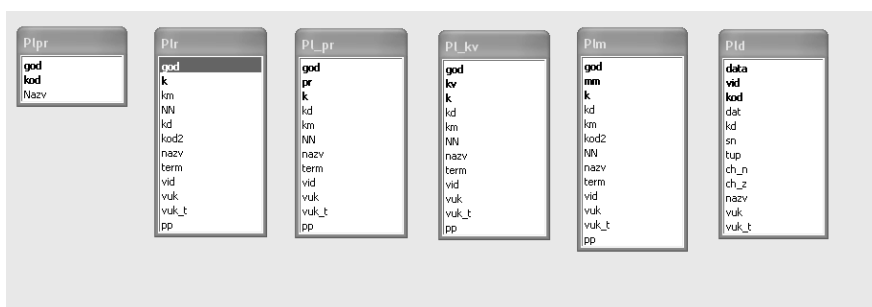 Plpr
god
kod
Nazv
Plr
god
k
km
NN
kd
kod2
nazv
term
vid
vuk
vuk_t
pp
Pl_pr
god
pr
k
kd
km
NN
nazv
term
vid
vuk
vuk_t
pp
Pl_kv
god
kv
k
kd
km
NN
nazv
term
vid
vuk
vuk_t
pp
Plm
god
mm
k
kd
km
kod2
NN
nazv
term
vid
vuk
vuk_t
pp
Pld
data
vid
kod
dat
kd
sn
tup
ch_n
ch_z
nazv
vuk
vuk_t